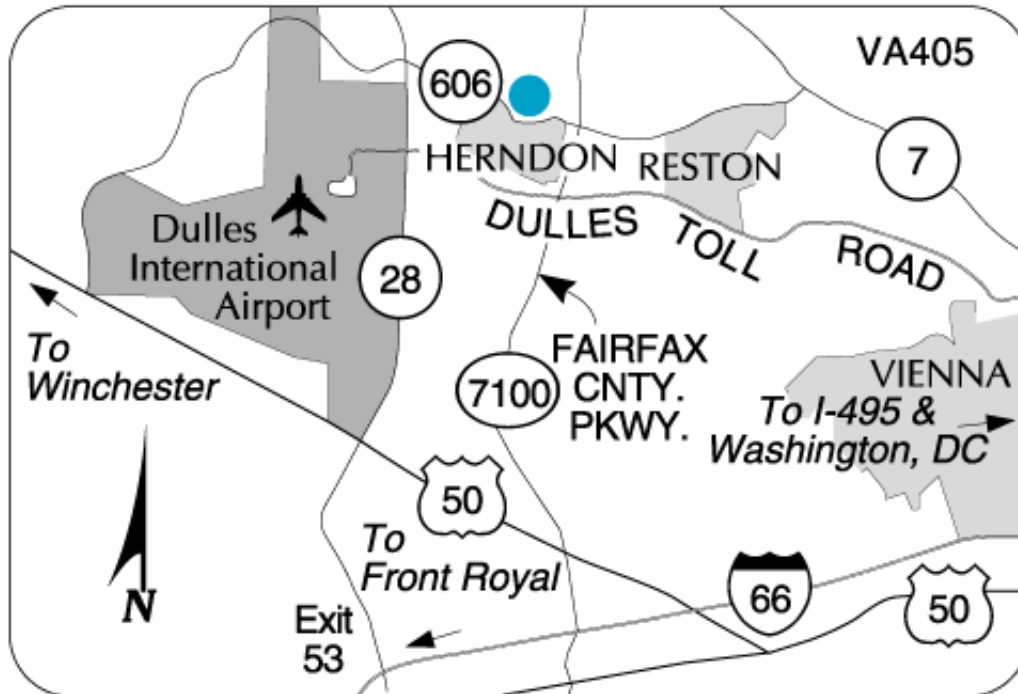 VA405
606
7
HERNDON
RESTON
DULLES TOLL ROAD
Dulles
International
Airport
28
To
Winchester
FAIRFAX
CNTY.
PKWY.
7100
VIENNA
To I-495 &
Washington, DC
50
To
Front Royal
N
66
50
Exit
53